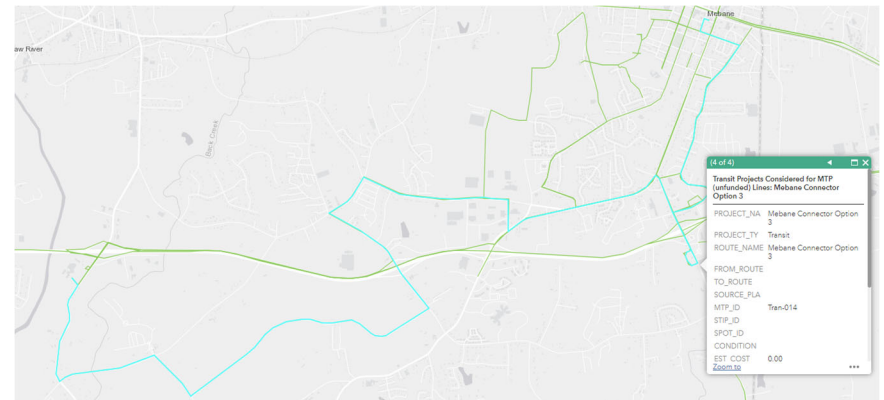 Mebane
aw River
Back Creek
(4 of 4)
Transit Projects Considered for MTP
(unfunded) Lines: Mebane Connector
Option 3
PROJECT_NA Mebane Connector Option
3
PROJECT_TY Transit
ROUTE_NAME Mebane Connector Option
3
FROM_ROUTE
TO_ROUTE
SOURCE_PLA
MTP_ID Tran-014
STIP_ID
SPOT_ID
CONDITION
EST_COST 0.00
Zoom to